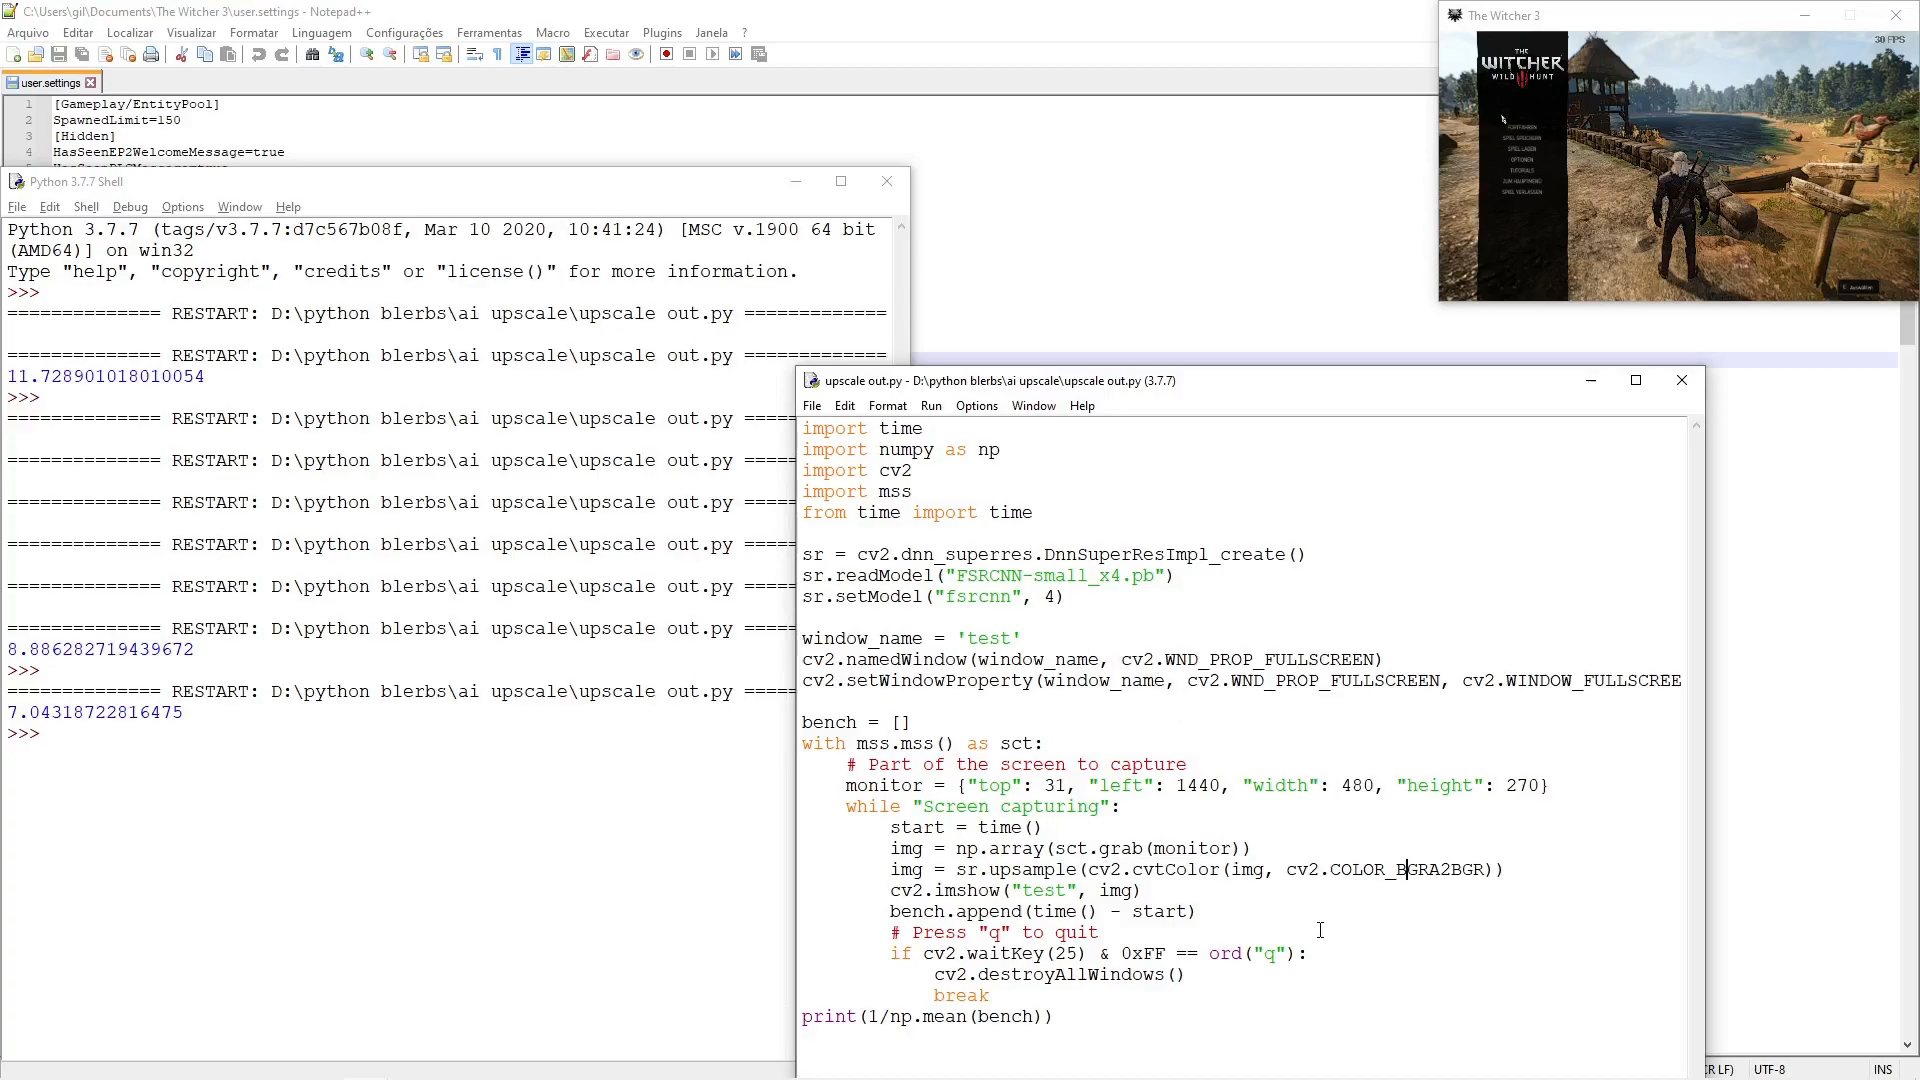 C:\Users\gil\Documents\The Witcher 3\user.settings - Notepad++
Arquivo Editar Localizar Visualizar Formatar Linguagem Configurações Ferramentas Macro Executar Plugins Janela ?
user.settings
1 [Gameplay/EntityPool]
2 SpawnedLimit=150
3 [Hidden]
4 HasSeenEP2WelcomeMessage=true
The Witcher 3
30 FPS
THE
WITCHER
WILD HUNT
FORTFAHREN
SPIEL SPEICHERN
SPIEL LADEN
OPTIONEN
TUTORIALS
ZUM HAUPTMENÜ
SPIEL VERLASSEN
Python 3.7.7 Shell
File Edit Shell Debug Options Window Help
Python 3.7.7 (tags/v3.7.7:d7c567b08f, Mar 10 2020, 10:41:24) [MSC v.1900 64 bit
(AMD64)] on win32
Type "help", "copyright", "credits" or "license()" for more information.
>>>
============== RESTART: D:\python blerbs\ai upscale\upscale out.py =============
============== RESTART: D:\python blerbs\ai upscale\upscale out.py =============
11.728901018010054
>>>
============== RESTART: D:\python blerbs\ai upscale\upscale out.py =====
============== RESTART: D:\python blerbs\ai upscale\upscale out.py =====
============== RESTART: D:\python blerbs\ai upscale\upscale out.py =====
============== RESTART: D:\python blerbs\ai upscale\upscale out.py =====
============== RESTART: D:\python blerbs\ai upscale\upscale out.py =====
============== RESTART: D:\python blerbs\ai upscale\upscale out.py =====
8.886282719439672
>>>
============== RESTART: D:\python blerbs\ai upscale\upscale out.py =====
7.04318722816475
>>>
upscale out.py - D:\python blerbs\ai upscale\upscale out.py (3.7.7)
File Edit Format Run Options Window Help
import time
import numpy as np
import cv2
import mss
from time import time
sr = cv2.dnn_superres.DnnSuperResImpl_create()
sr.readModel("FSRCNN-small_x4.pb")
sr.setModel("fsrcnn", 4)
window_name = 'test'
cv2.namedWindow(window_name, cv2.WND_PROP_FULLSCREEN)
cv2.setWindowProperty(window_name, cv2.WND_PROP_FULLSCREEN, cv2.WINDOW_FULLSCREE
bench = []
with mss.mss() as sct:
    # Part of the screen to capture
    monitor = {"top": 31, "left": 1440, "width": 480, "height": 270}
    while "Screen capturing":
        start = time()
        img = np.array(sct.grab(monitor))
        img = sr.upsample(cv2.cvtColor(img, cv2.COLOR_BGRA2BGR))
        cv2.imshow("test", img)
        bench.append(time() - start)
        # Press "q" to quit
        if cv2.waitKey(25) & 0xFF == ord("q"):
            cv2.destroyAllWindows()
            break
print(1/np.mean(bench))
R LF) UTF-8 INS